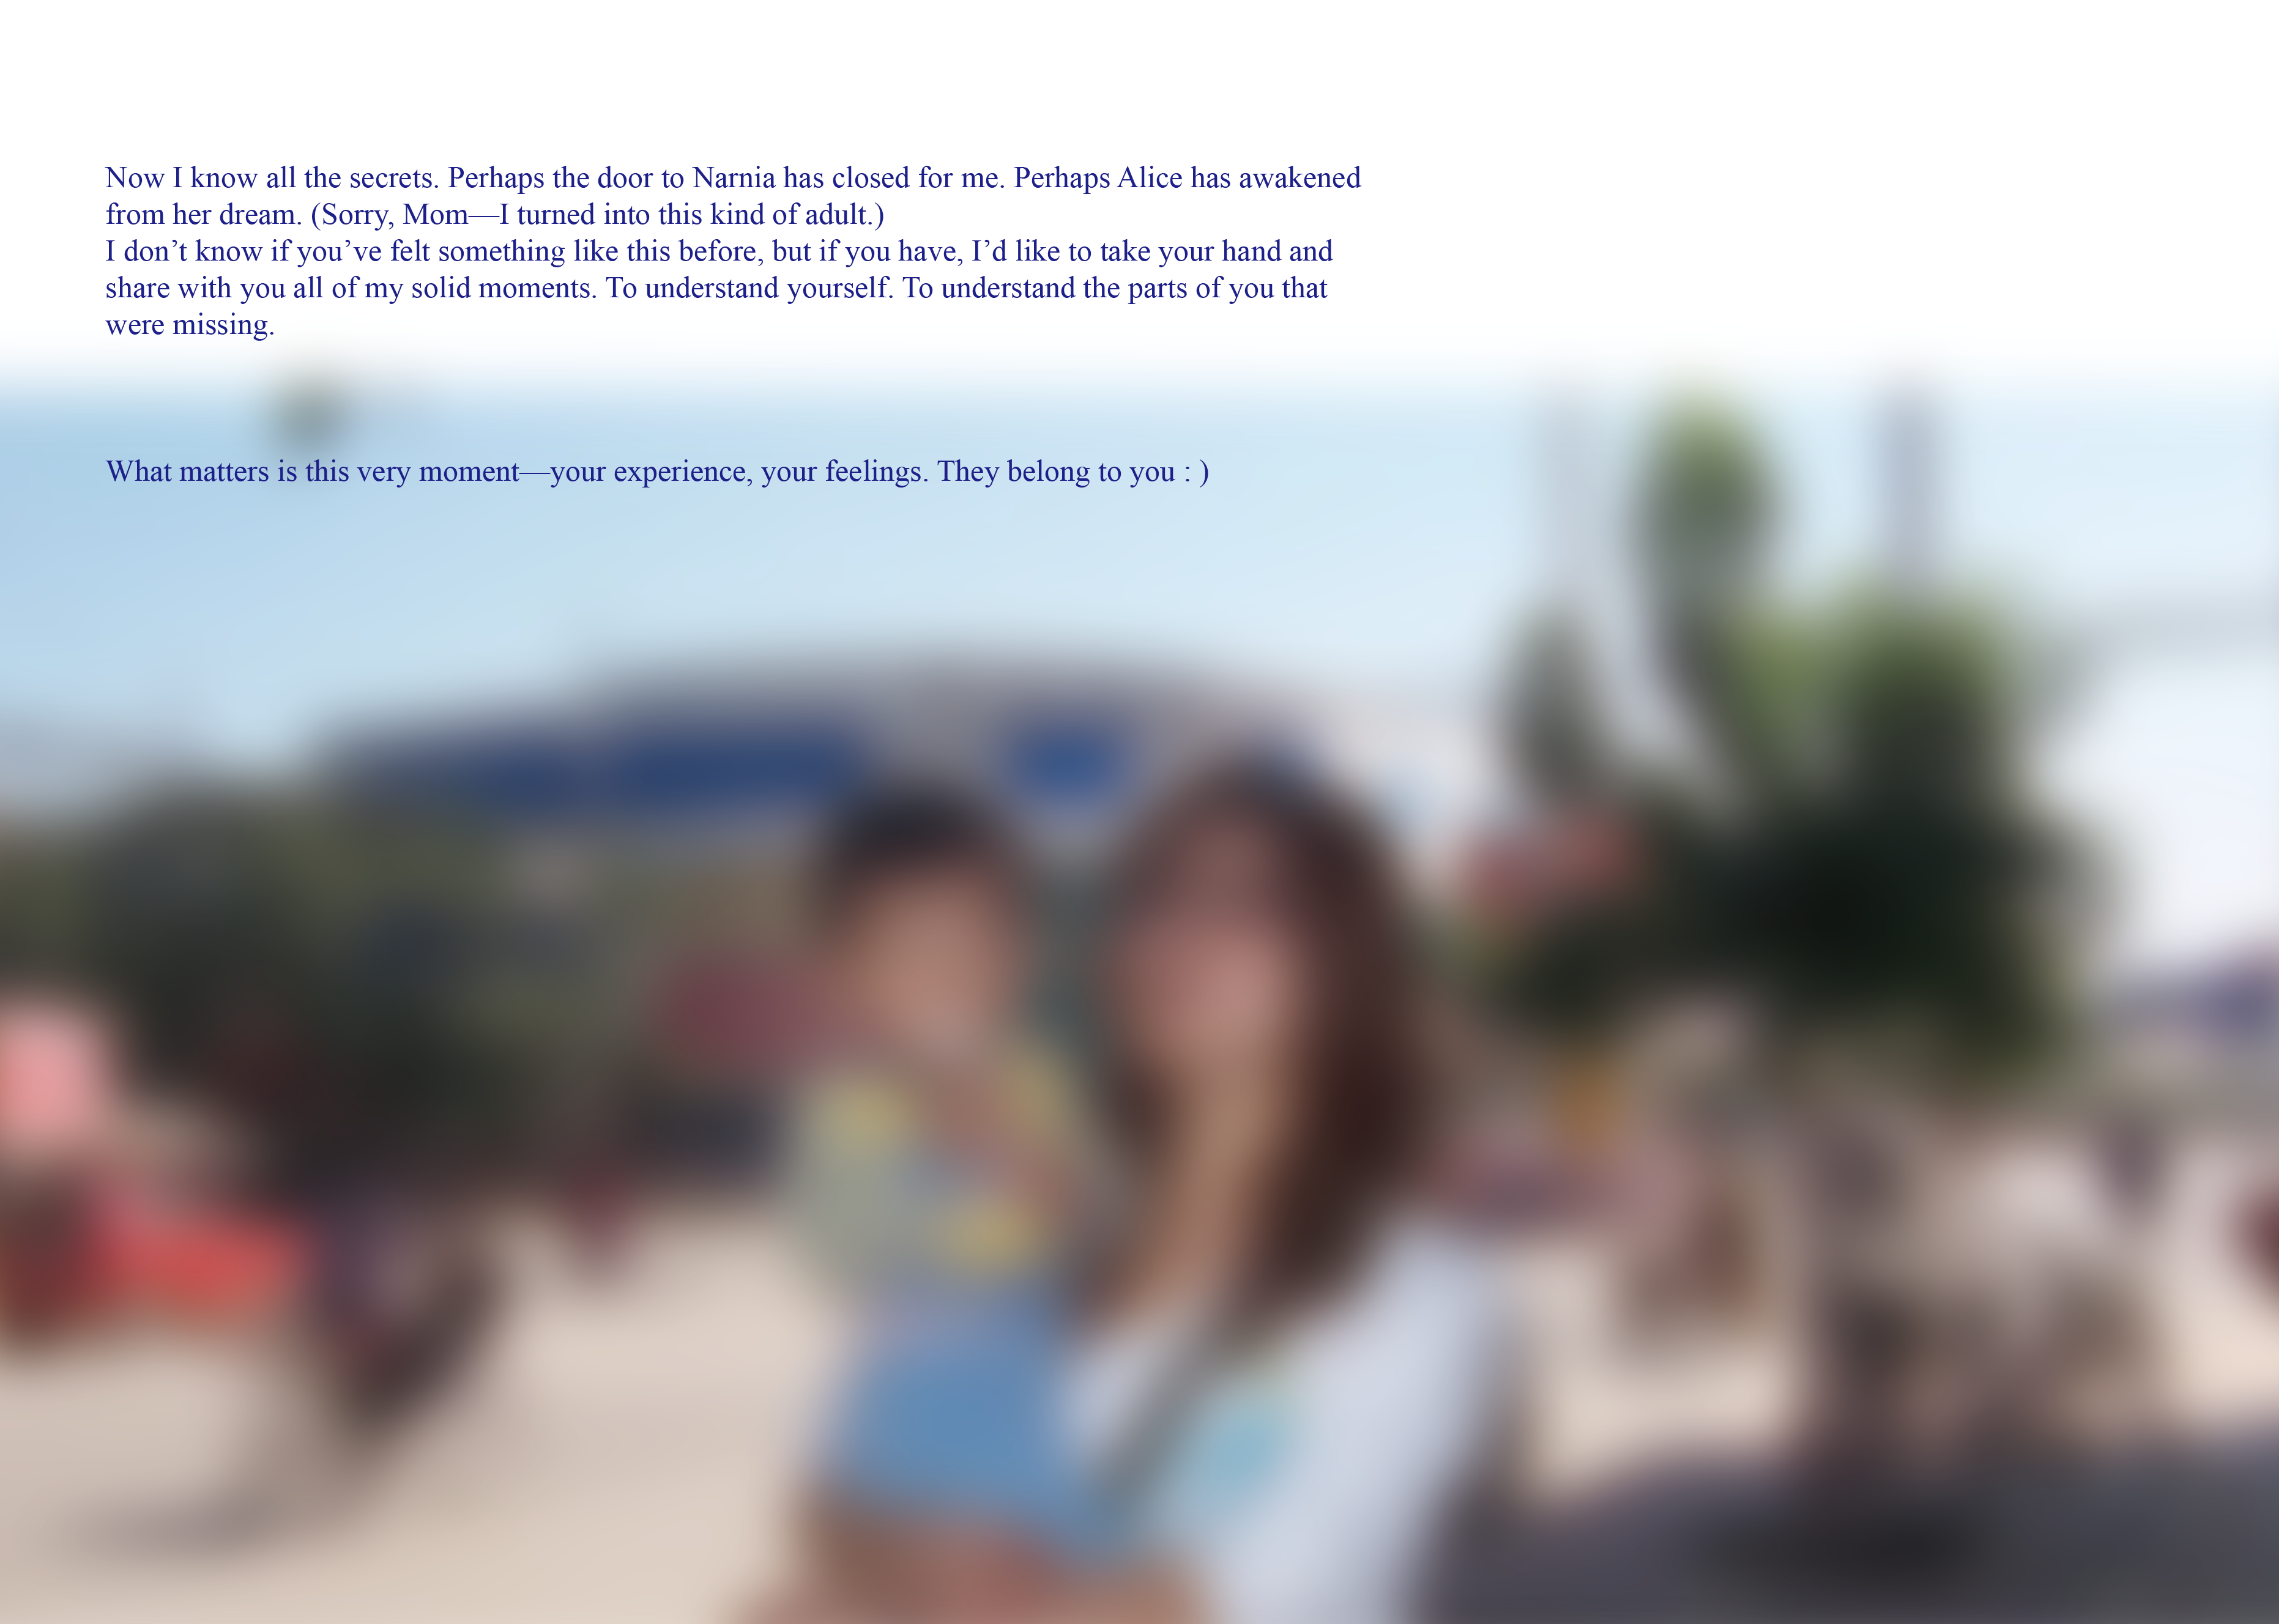 Now I know all the secrets. Perhaps the door to Narnia has closed for me. Perhaps Alice has awakened
from her dream. (Sorry, Mom—I turned into this kind of adult.)
I don’t know if you’ve felt something like this before, but if you have, I’d like to take your hand and
share with you all of my solid moments. To understand yourself. To understand the parts of you that
were missing.
What matters is this very moment—your experience, your feelings. They belong to you : )